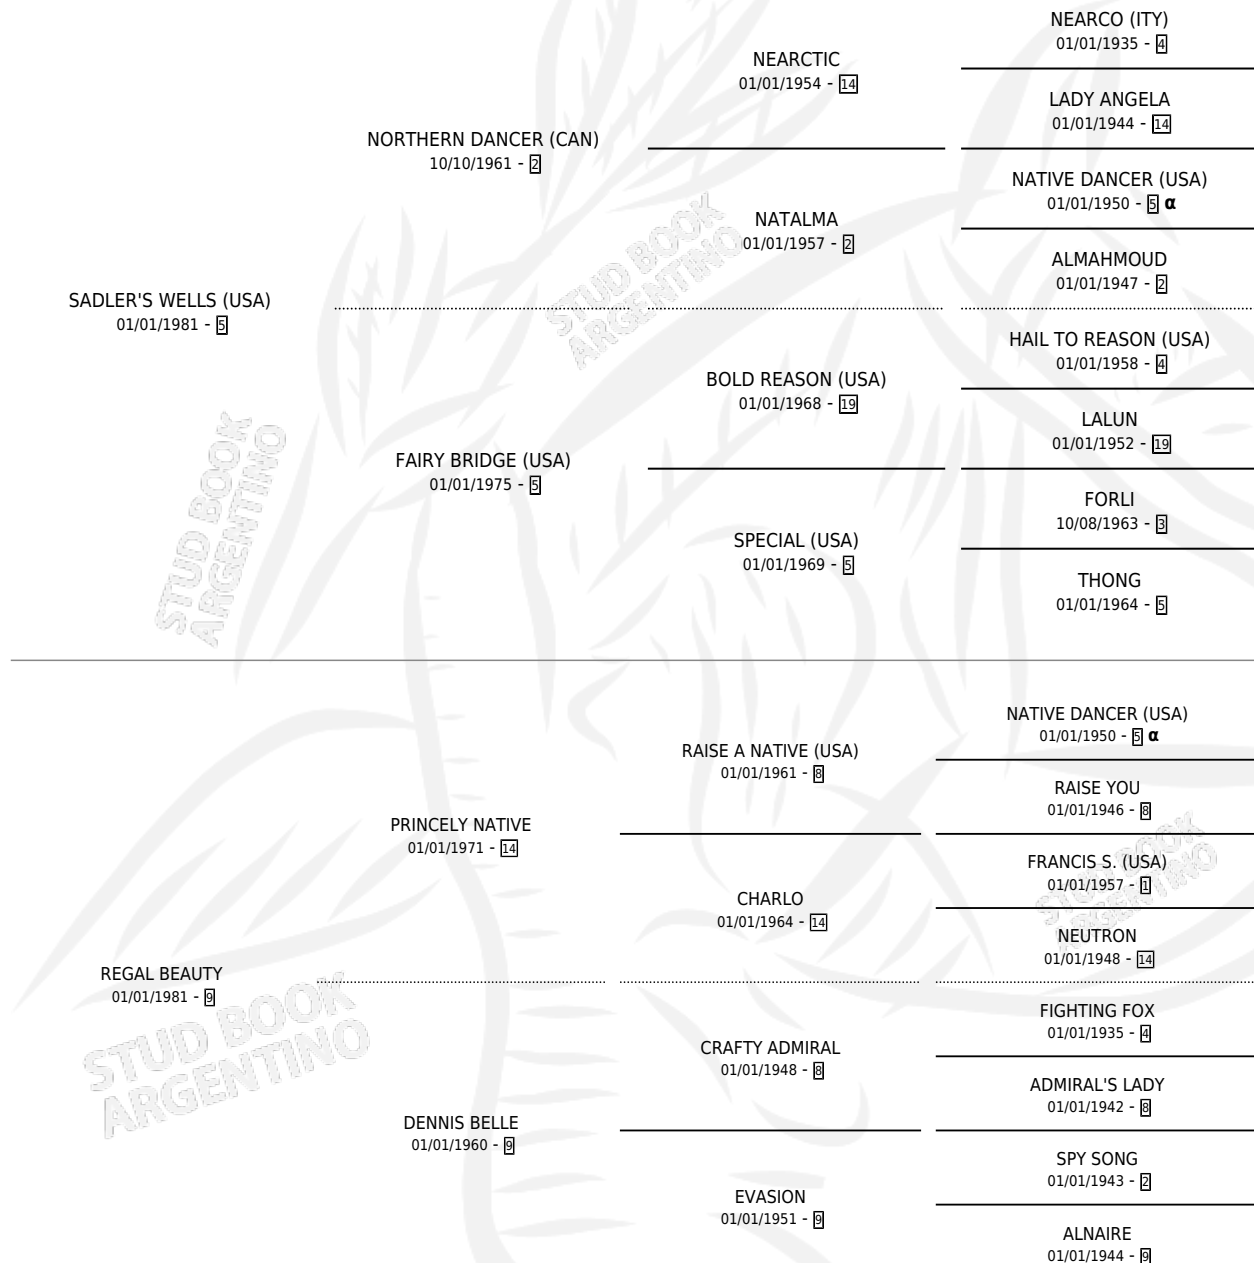 NEARCO (ITY)
01/01/1935 - 4
NEARCTIC
01/01/1954 - 14
LADY ANGELA
01/01/1944 - 14
NORTHERN DANCER (CAN)
10/10/1961 - 2
NATIVE DANCER (USA)
01/01/1950 - 5 α
NATALMA
01/01/1957 - 2
ALMAHMOUD
01/01/1947 - 2
SADLER'S WELLS (USA)
01/01/1981 - 5
STUD BOOK
ARGENTINO
HAIL TO REASON (USA)
01/01/1958 - 4
BOLD REASON (USA)
01/01/1968 - 19
LALUN
01/01/1952 - 19
FAIRY BRIDGE (USA)
01/01/1975 - 5
FORLI
10/08/1963 - 3
SPECIAL (USA)
01/01/1969 - 5
THONG
01/01/1964 - 5
STUD BOOK
ARGENTINO
NATIVE DANCER (USA)
01/01/1950 - 5 α
RAISE A NATIVE (USA)
01/01/1961 - 8
RAISE YOU
01/01/1946 - 8
PRINCELY NATIVE
01/01/1971 - 14
FRANCIS S. (USA)
01/01/1957 - 1
CHARLO
01/01/1964 - 14
NEUTRON
01/01/1948 - 14
STUD BOOK
ARGENTINO
REGAL BEAUTY
01/01/1981 - 9
FIGHTING FOX
01/01/1935 - 4
CRAFTY ADMIRAL
01/01/1948 - 8
ADMIRAL'S LADY
01/01/1942 - 8
DENNIS BELLE
01/01/1960 - 9
SPY SONG
01/01/1943 - 2
EVASION
01/01/1951 - 9
ALNAIRE
01/01/1944 - 9
STUD BOOK
ARGENTINO